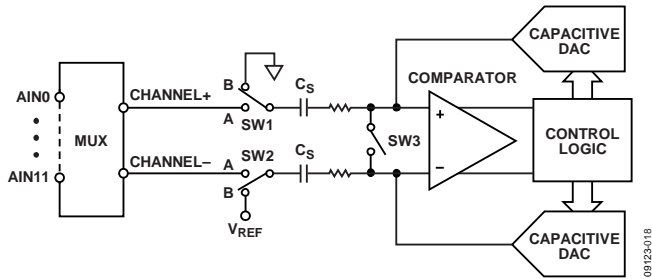 CAPACITIVE
DAC
B
CS
COMPARATOR
AIN0
CHANNEL+
A
SW1
+
MUX
SW3
CONTROL
LOGIC
CHANNEL–
A
SW2
CS
–
AIN11
B
VREF
CAPACITIVE
DAC
09123-018